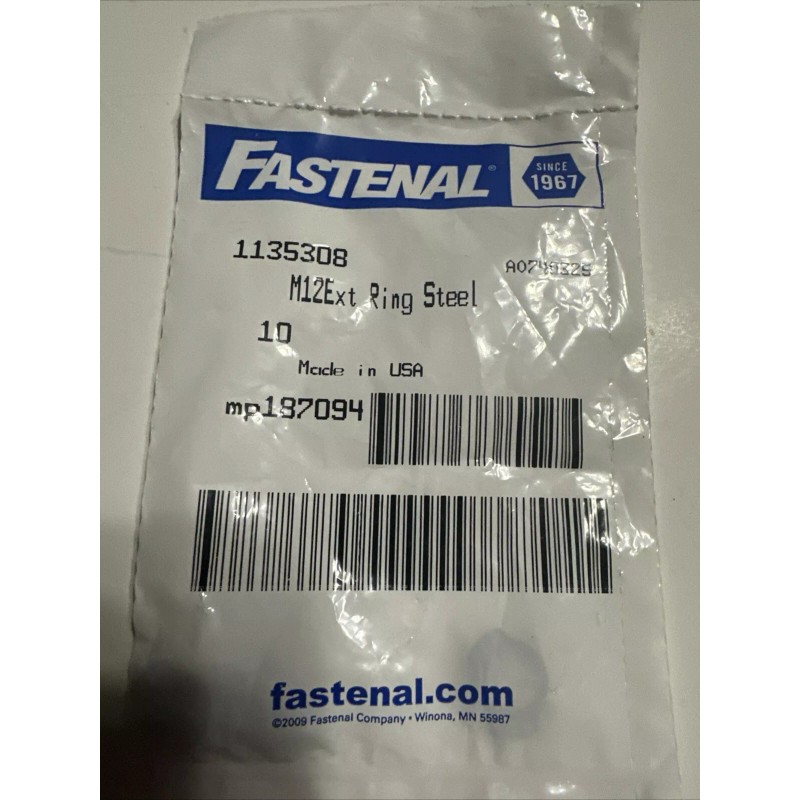 FASTENAL®
SINCE
1967
1135308
M12Ext Ring Steel
10
Made in USA
mp187094
fastenal.com
©2009 Fastenal Company • Winona, MN 55987